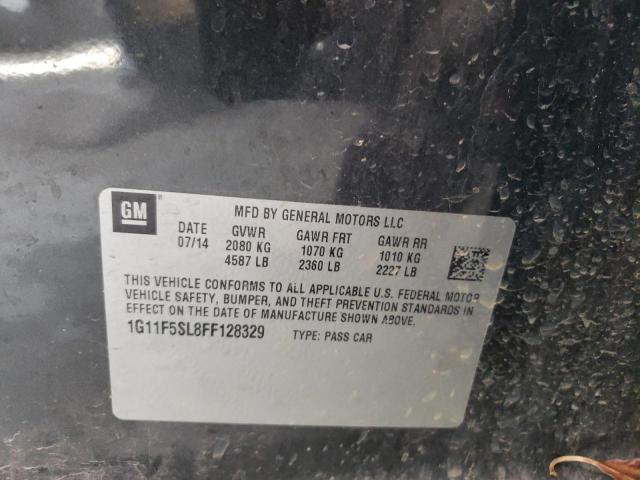 GM
MFD BY GENERAL MOTORS LLC
DATE GVWR GAWR FRT GAWR RR
07/14 2080 KG 1070 KG 1010 KG
4587 LB 2360 LB 2227 LB
THIS VEHICLE CONFORMS TO ALL APPLICABLE U.S. FEDERAL MOTOR
VEHICLE SAFETY, BUMPER, AND THEFT PREVENTION STANDARDS IN
EFFECT ON THE DATE OF MANUFACTURE SHOWN ABOVE.
1G11F5SL8FF128329 TYPE: PASS CAR